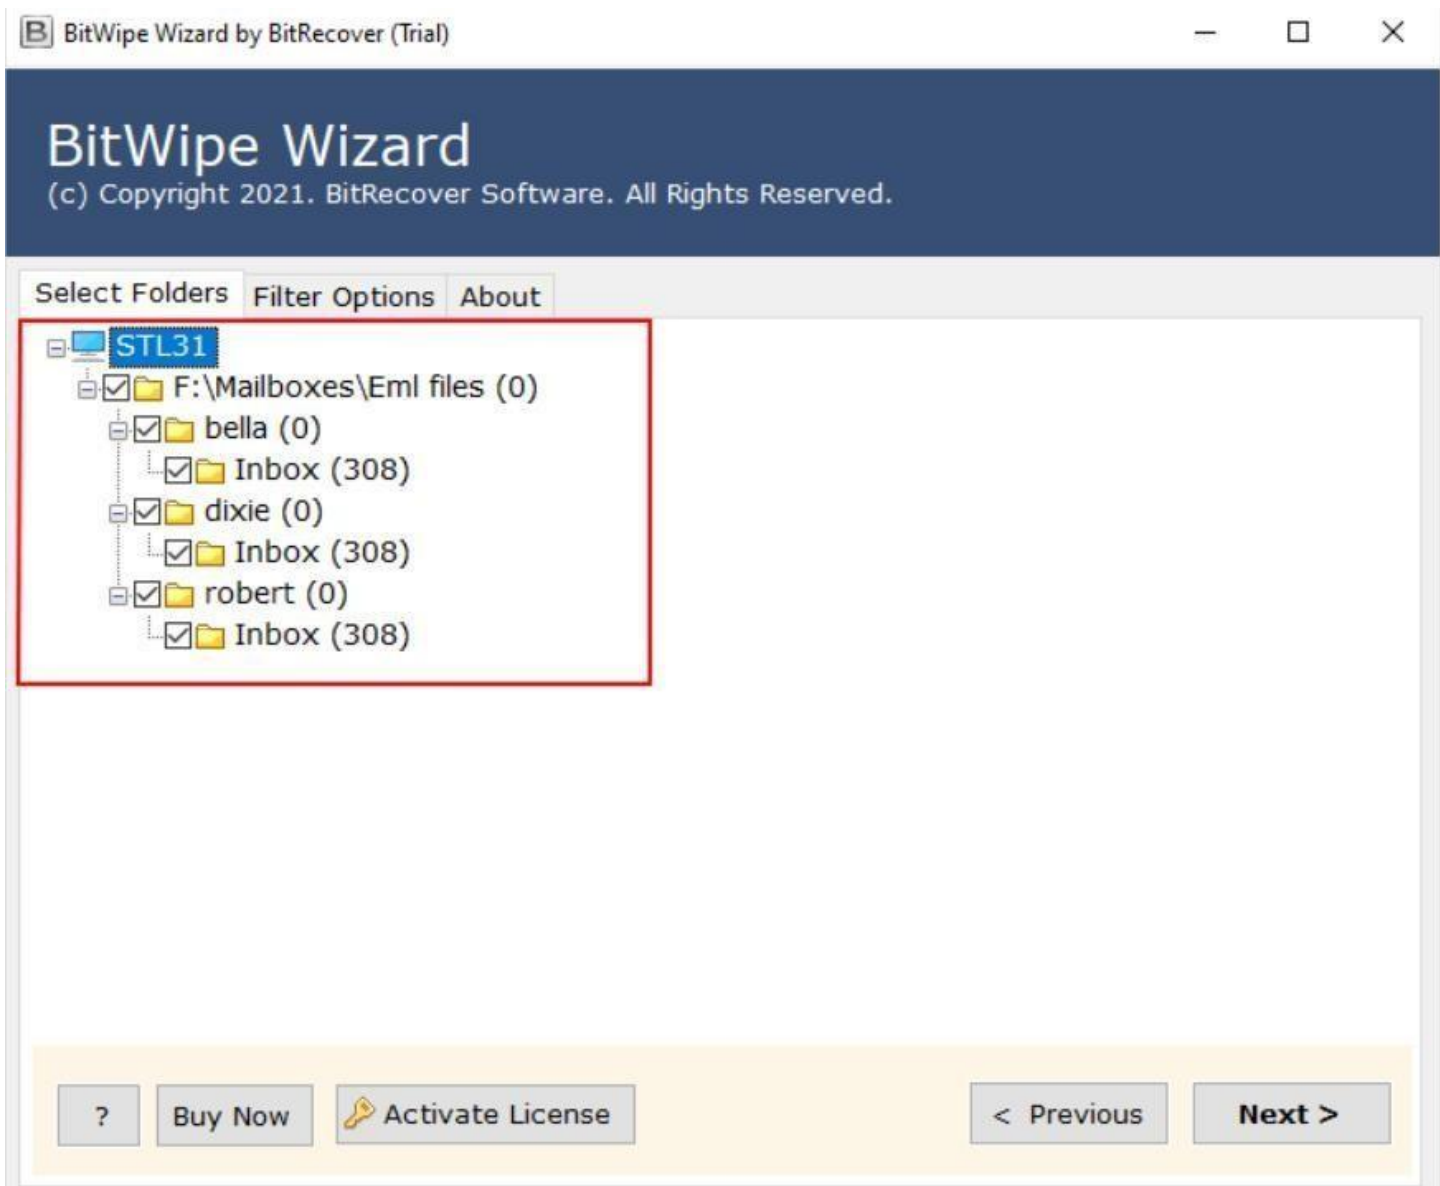 BitWipe Wizard by BitRecover (Trial)
BitWipe Wizard
(c) Copyright 2021. BitRecover Software. All Rights Reserved.
Select Folders Filter Options About
STL31
F:\Mailboxes\Eml files (0)
bella (0)
Inbox (308)
dixie (0)
Inbox (308)
robert (0)
Inbox (308)
? Buy Now Activate License < Previous Next >